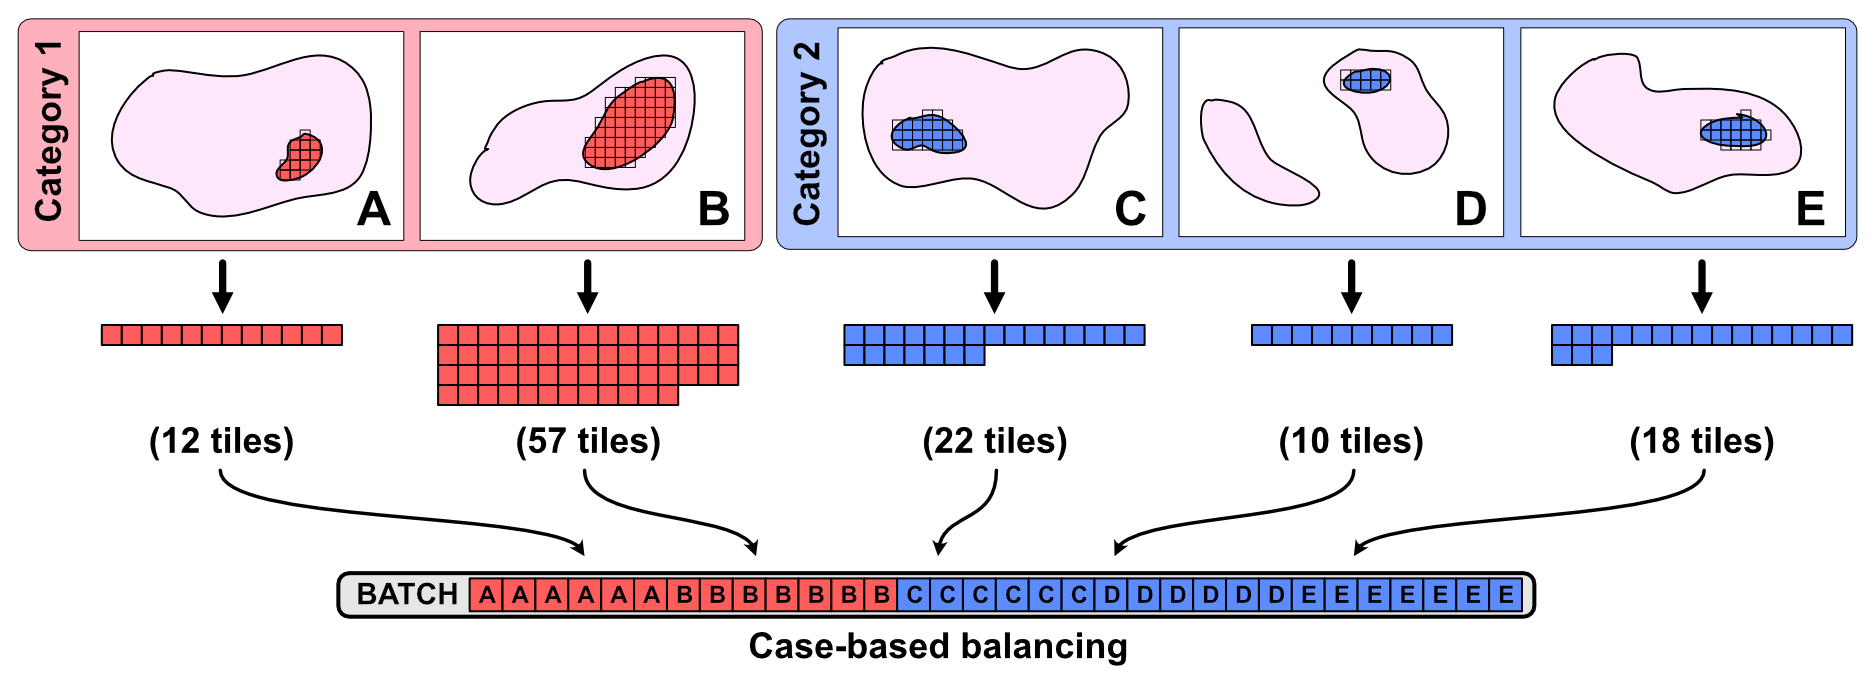 Category 1
A
B
Category 2
C
D
E
(12 tiles)
(57 tiles)
(22 tiles)
(10 tiles)
(18 tiles)
BATCH A A A A A A B B B B B B B C C C C C C D D D D D D E E E E E E E
Case-based balancing